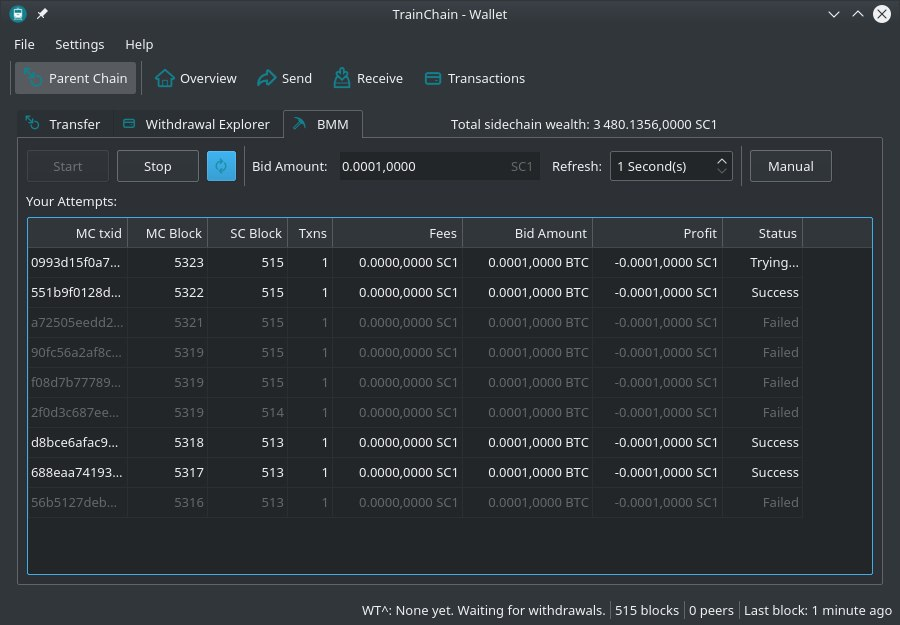 TrainChain - Wallet
File Settings Help
Parent Chain Overview Send Receive Transactions
Transfer Withdrawal Explorer BMM Total sidechain wealth: 3 480.1356,0000 SC1
Start Stop Bid Amount: 0.0001,0000 SC1 Refresh: 1 Second(s) Manual
Your Attempts:
MC txid MC Block SC Block Txns Fees Bid Amount Profit Status
0993d15f0a7... 5323 515 1 0.0000,0000 SC1 0.0001,0000 BTC -0.0001,0000 SC1 Trying...
551b9f0128d... 5322 515 1 0.0000,0000 SC1 0.0001,0000 BTC -0.0001,0000 SC1 Success
a72505eedd2... 5321 515 1 0.0000,0000 SC1 0.0001,0000 BTC -0.0001,0000 SC1 Failed
90fc56a2af8c... 5319 515 1 0.0000,0000 SC1 0.0001,0000 BTC -0.0001,0000 SC1 Failed
f08d7b77789... 5319 515 1 0.0000,0000 SC1 0.0001,0000 BTC -0.0001,0000 SC1 Failed
2f0d3c687ee... 5319 514 1 0.0000,0000 SC1 0.0001,0000 BTC -0.0001,0000 SC1 Failed
d8bce6afac9... 5318 513 1 0.0000,0000 SC1 0.0001,0000 BTC -0.0001,0000 SC1 Success
688eaa74193... 5317 513 1 0.0000,0000 SC1 0.0001,0000 BTC -0.0001,0000 SC1 Success
56b5127deb... 5316 513 1 0.0000,0000 SC1 0.0001,0000 BTC -0.0001,0000 SC1 Failed
WT^: None yet. Waiting for withdrawals. 515 blocks 0 peers Last block: 1 minute ago